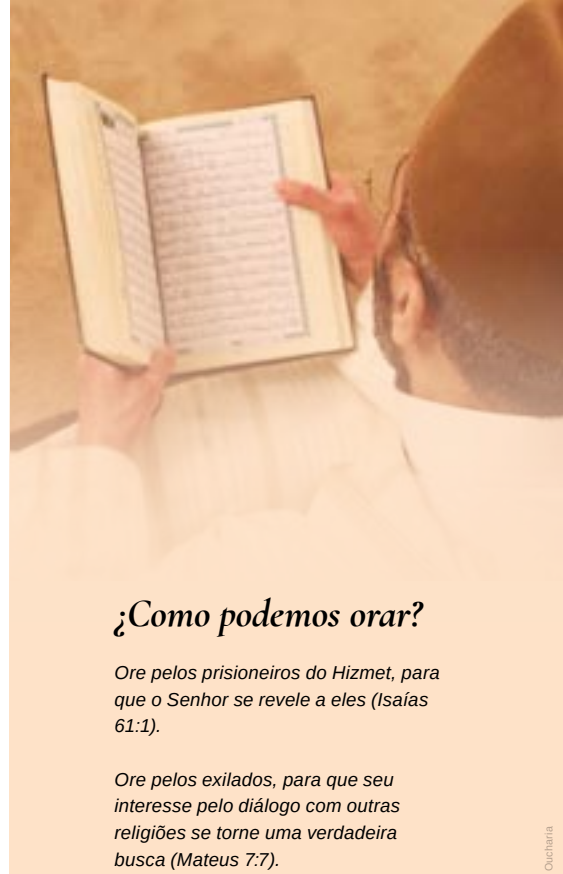 ¿Como podemos orar?
Ore pelos prisioneiros do Hizmet, para
que o Senhor se revele a eles (Isaías
61:1).
Ore pelos exilados, para que seu
interesse pelo diálogo com outras
religiões se torne uma verdadeira
busca (Mateus 7:7).
Oucharia